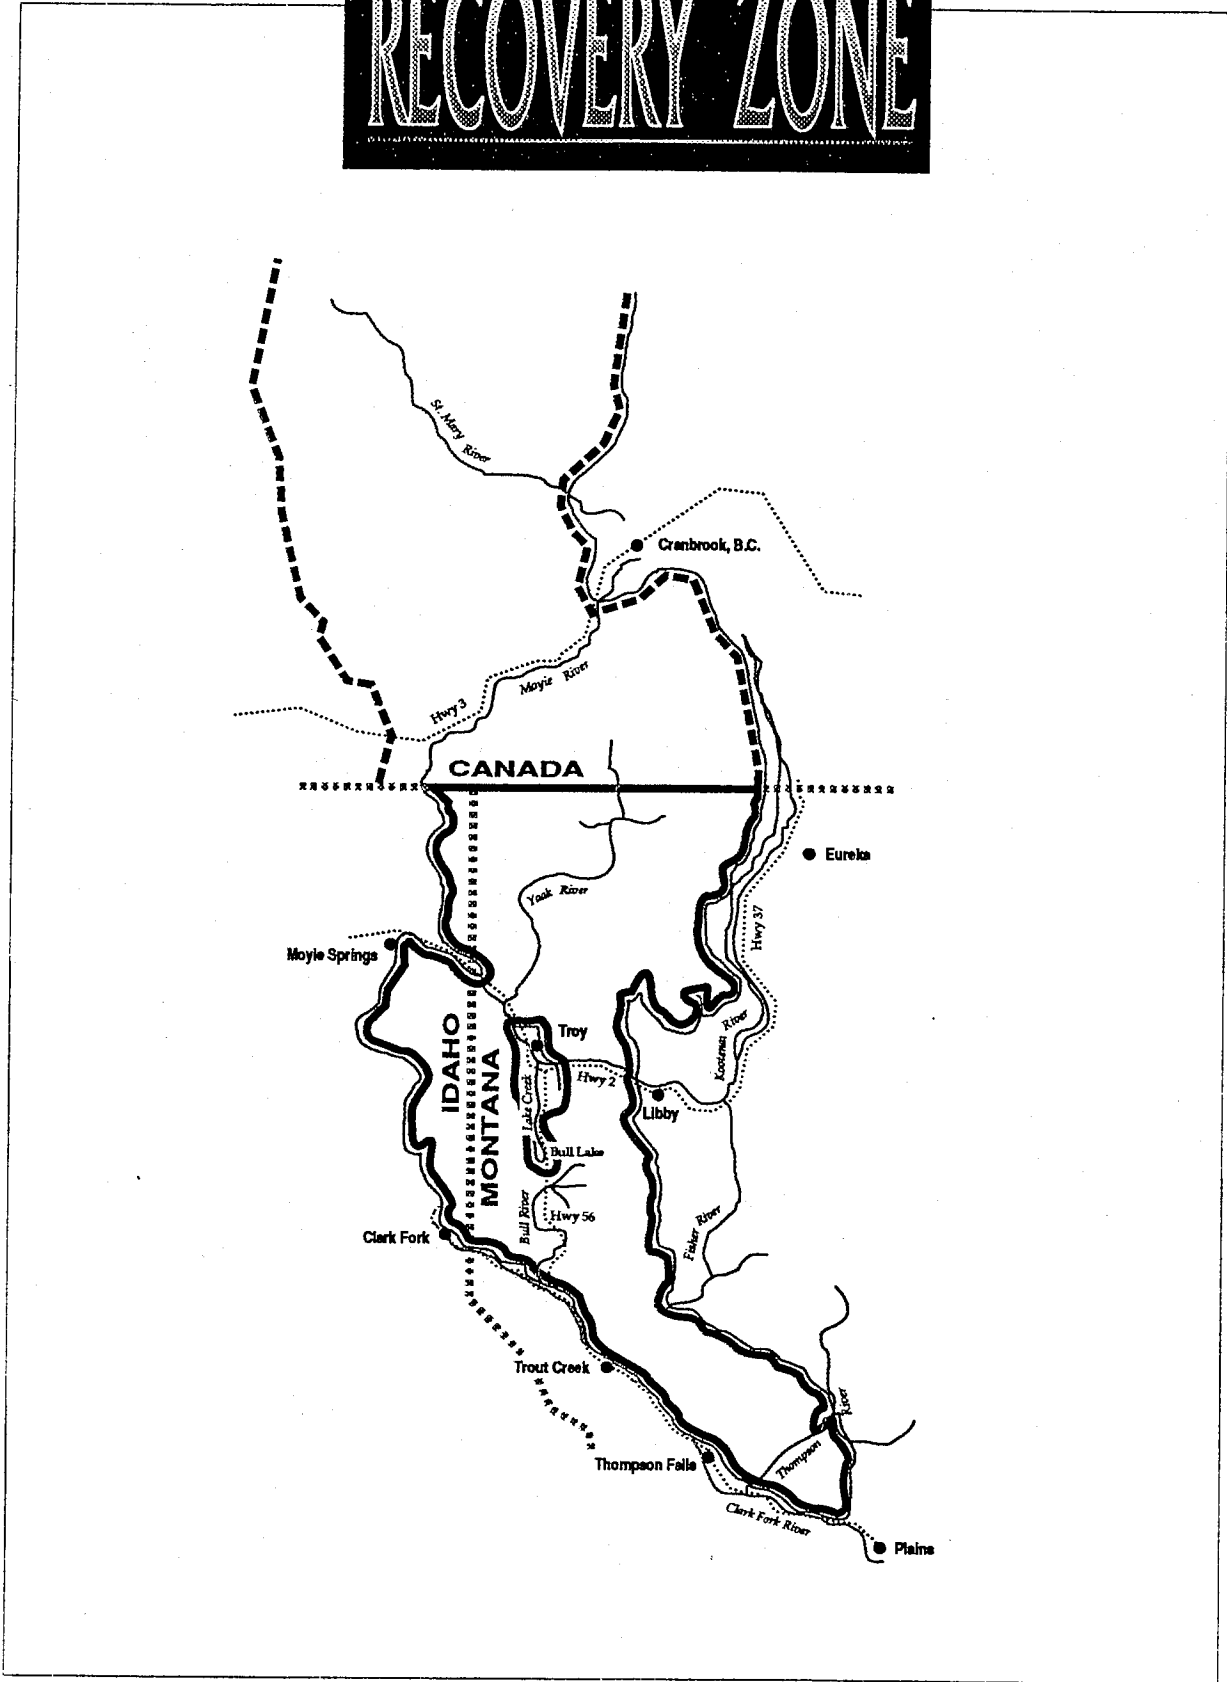 RECOVERY ZONE
St. Mary River
Cranbrook, B.C.
Moyie River
Hwy 3
CANADA
Eureka
Yaak River
Hwy 37
Moyie Springs
IDAHO
MONTANA
Troy
Kootenai River
Hwy 2
Lake Creek
Libby
Bull Lake
Bull River
Hwy 56
Fisher River
Clark Fork
Trout Creek
Thompson River
Thompson Falls
Clark Fork River
Plains